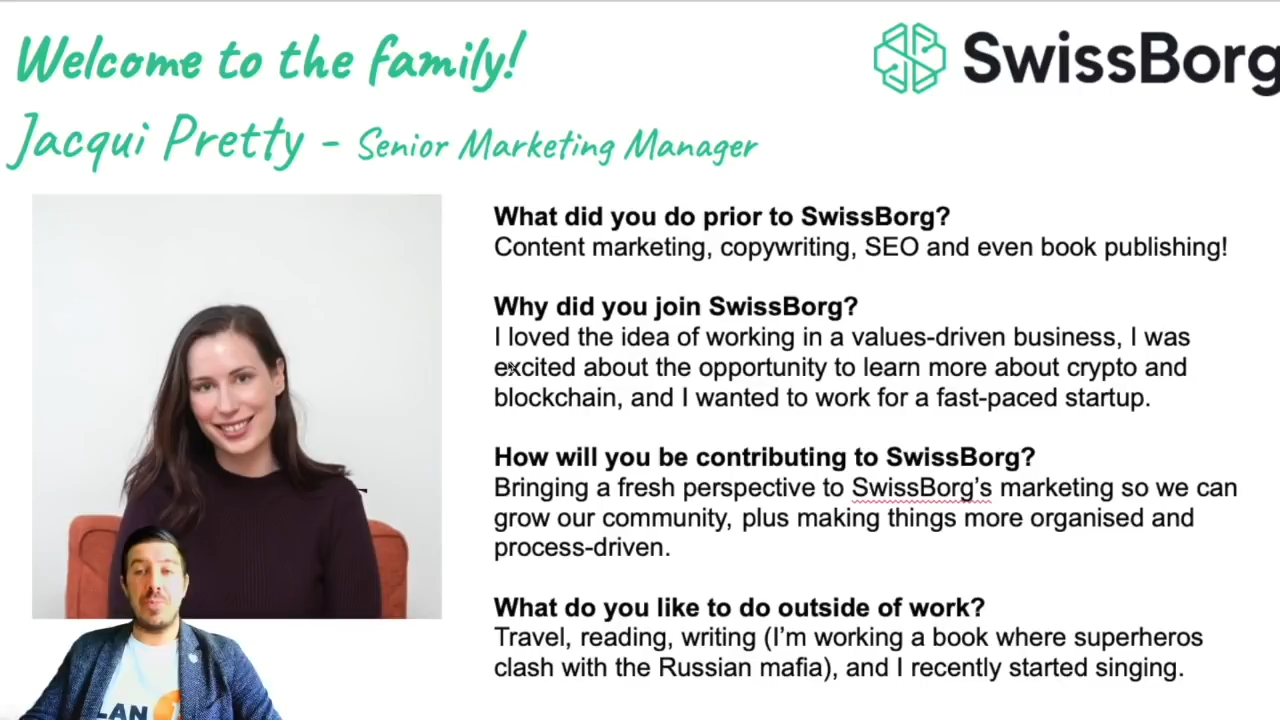 Welcome to the family!
SwissBorg
Jacqui Pretty - Senior Marketing Manager
What did you do prior to SwissBorg?
Content marketing, copywriting, SEO and even book publishing!
Why did you join SwissBorg?
I loved the idea of working in a values-driven business, I was
excited about the opportunity to learn more about crypto and
blockchain, and I wanted to work for a fast-paced startup.
How will you be contributing to SwissBorg?
Bringing a fresh perspective to SwissBorg's marketing so we can
grow our community, plus making things more organised and
process-driven.
What do you like to do outside of work?
Travel, reading, writing (I'm working a book where superheros
clash with the Russian mafia), and I recently started singing.